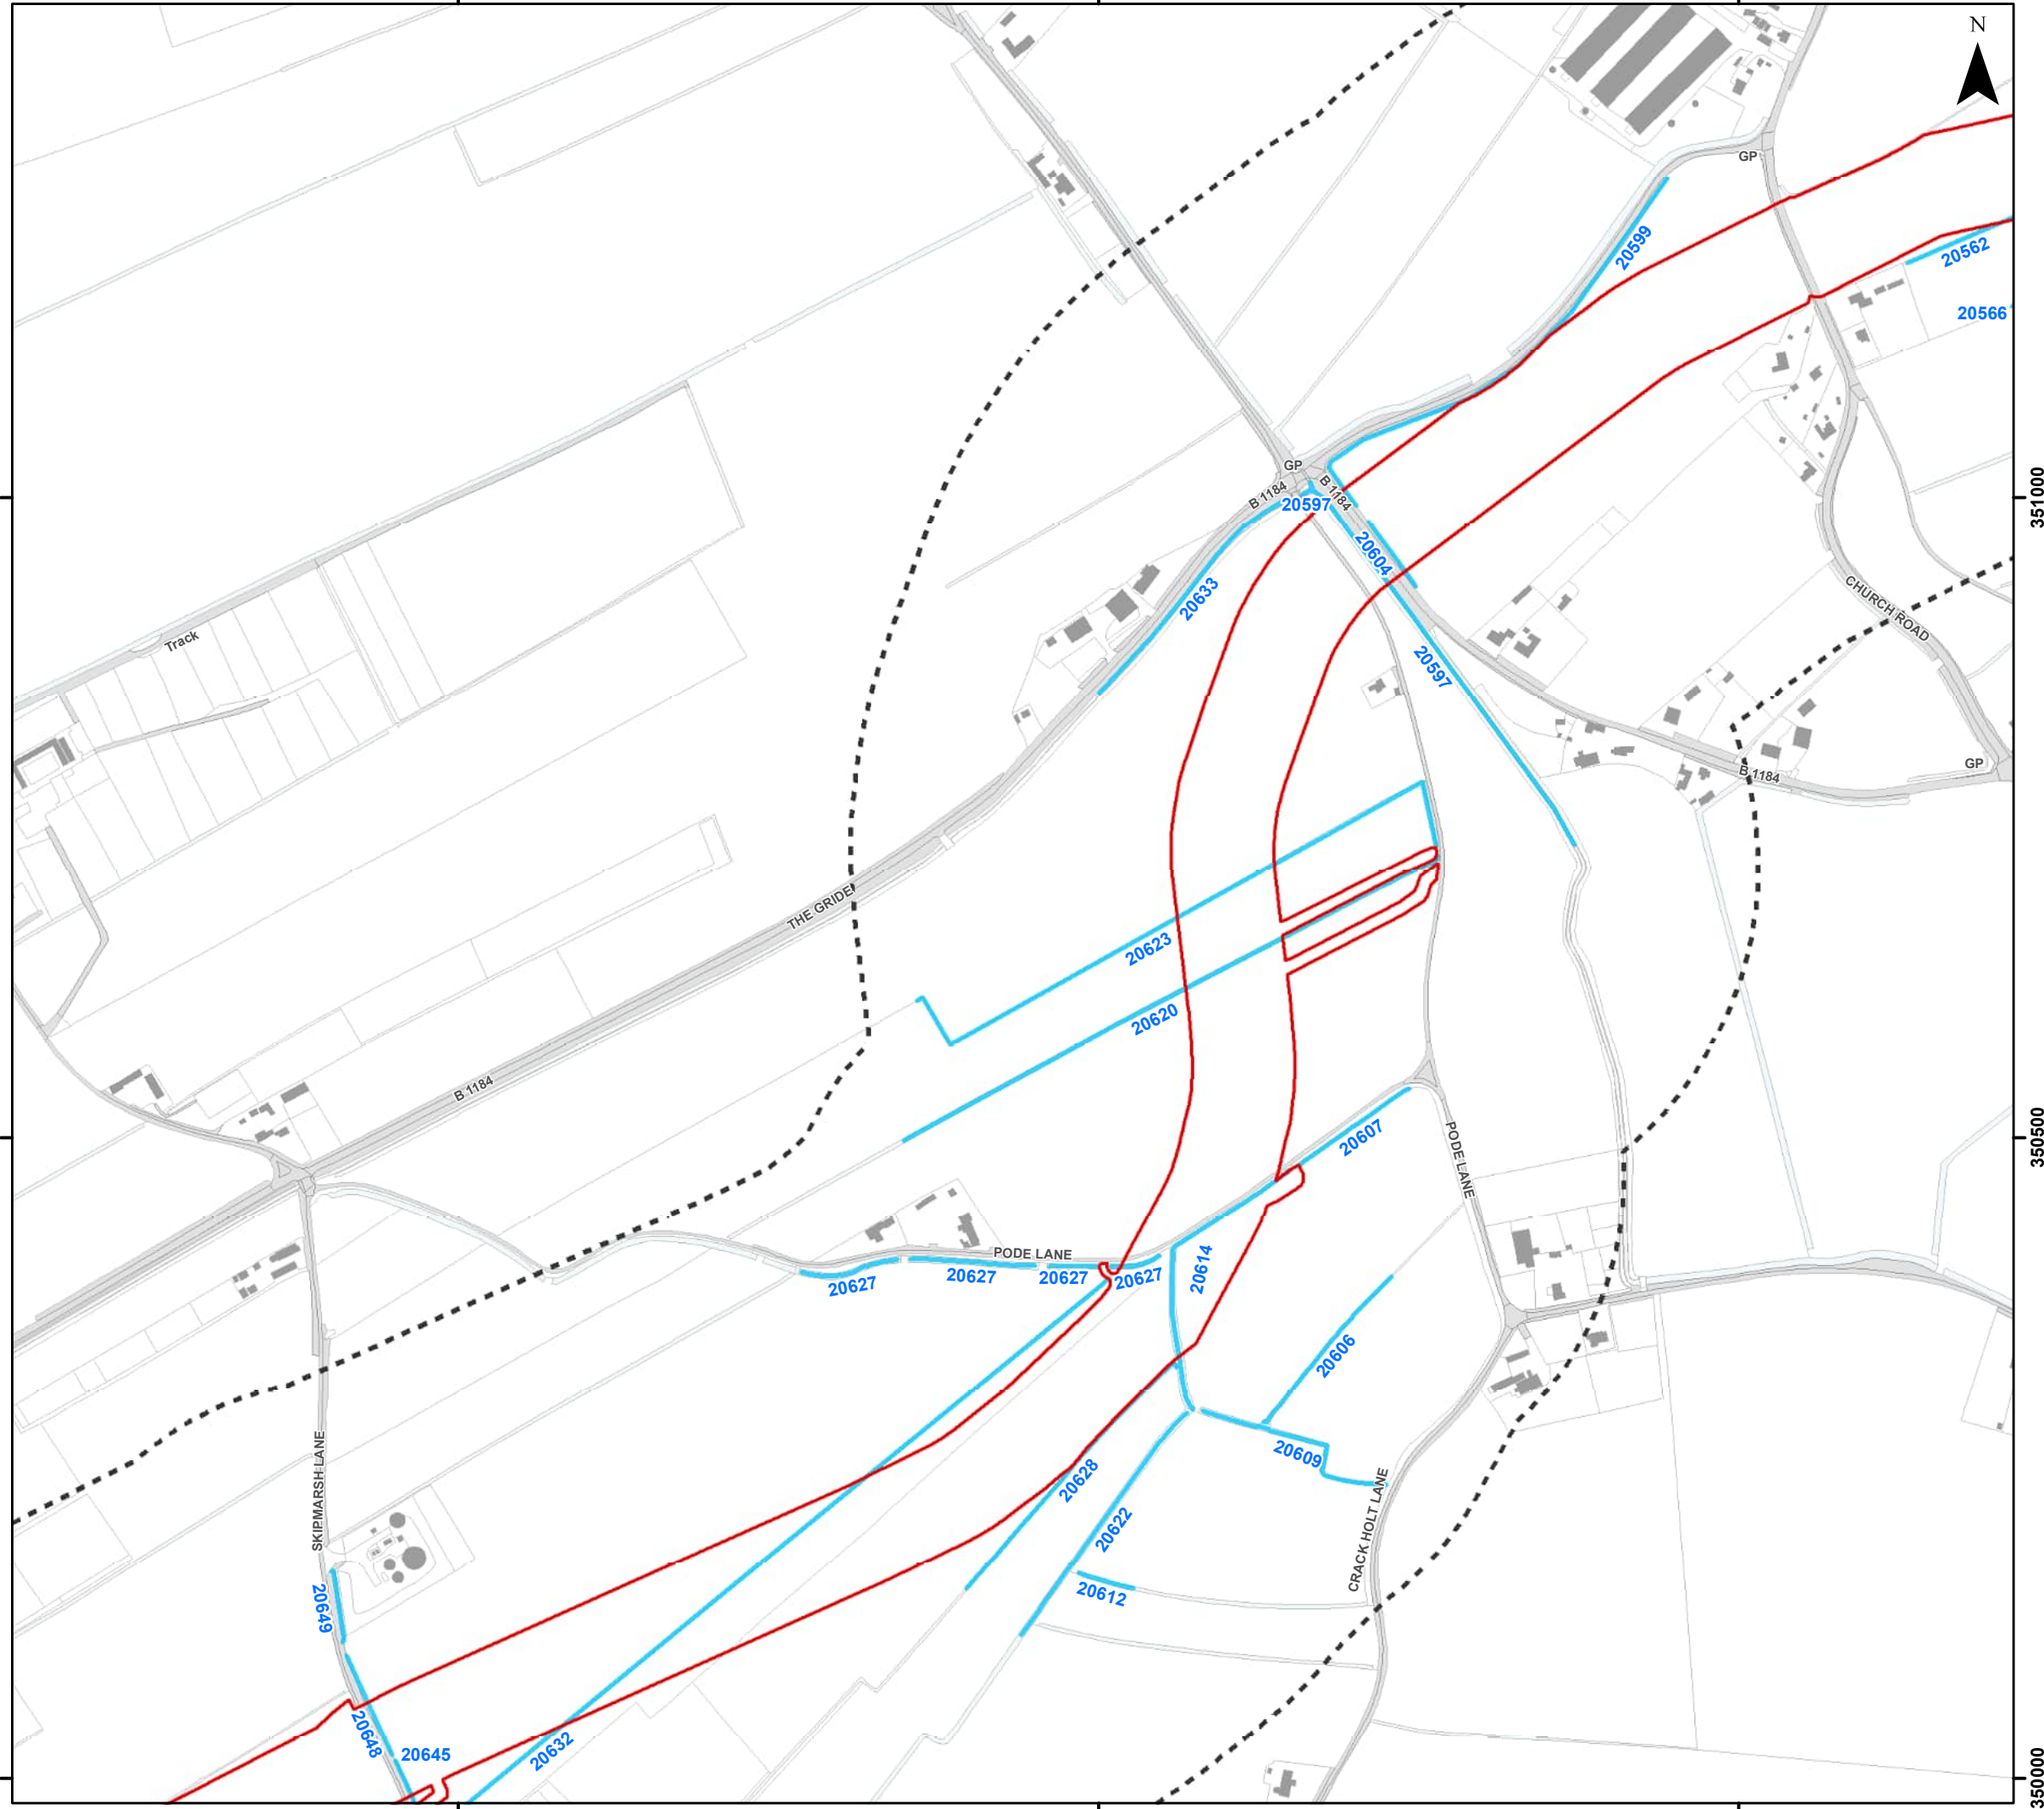 N
GP
20599
20562
20566
GP
B 1184
B 1184
20597
351000
20604
20633
CHURCH ROAD
Track
20597
GP
B 1184
THE GRIDE
20623
20620
B 1184
350500
20607
PODE LANE
PODE LANE
20614
20627
20627
20627
20627
20606
20609
SKIPMARSH LANE
20628
20622
CRACK HOLT LANE
20612
20649
20648
20645
20632
350000